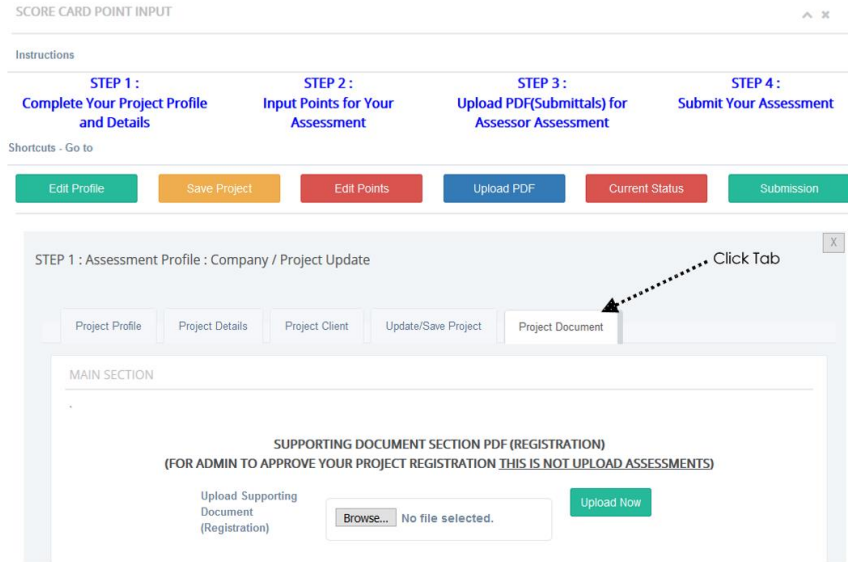 SCORE CARD POINT INPUT
Instructions
STEP 1 :
Complete Your Project Profile
and Details
STEP 2 :
Input Points for Your
Assessment
STEP 3 :
Upload PDF(Submittals) for
Assessor Assessment
STEP 4 :
Submit Your Assessment
Shortcuts - Go to
Edit Profile
Save Project
Edit Points
Upload PDF
Current Status
Submission
X
STEP 1 : Assessment Profile : Company / Project Update
Click Tab
Project Profile
Project Details
Project Client
Update/Save Project
Project Document
MAIN SECTION
.
SUPPORTING DOCUMENT SECTION PDF (REGISTRATION)
(FOR ADMIN TO APPROVE YOUR PROJECT REGISTRATION THIS IS NOT UPLOAD ASSESSMENTS)
Upload Supporting
Document
(Registration)
Browse... No file selected.
Upload Now